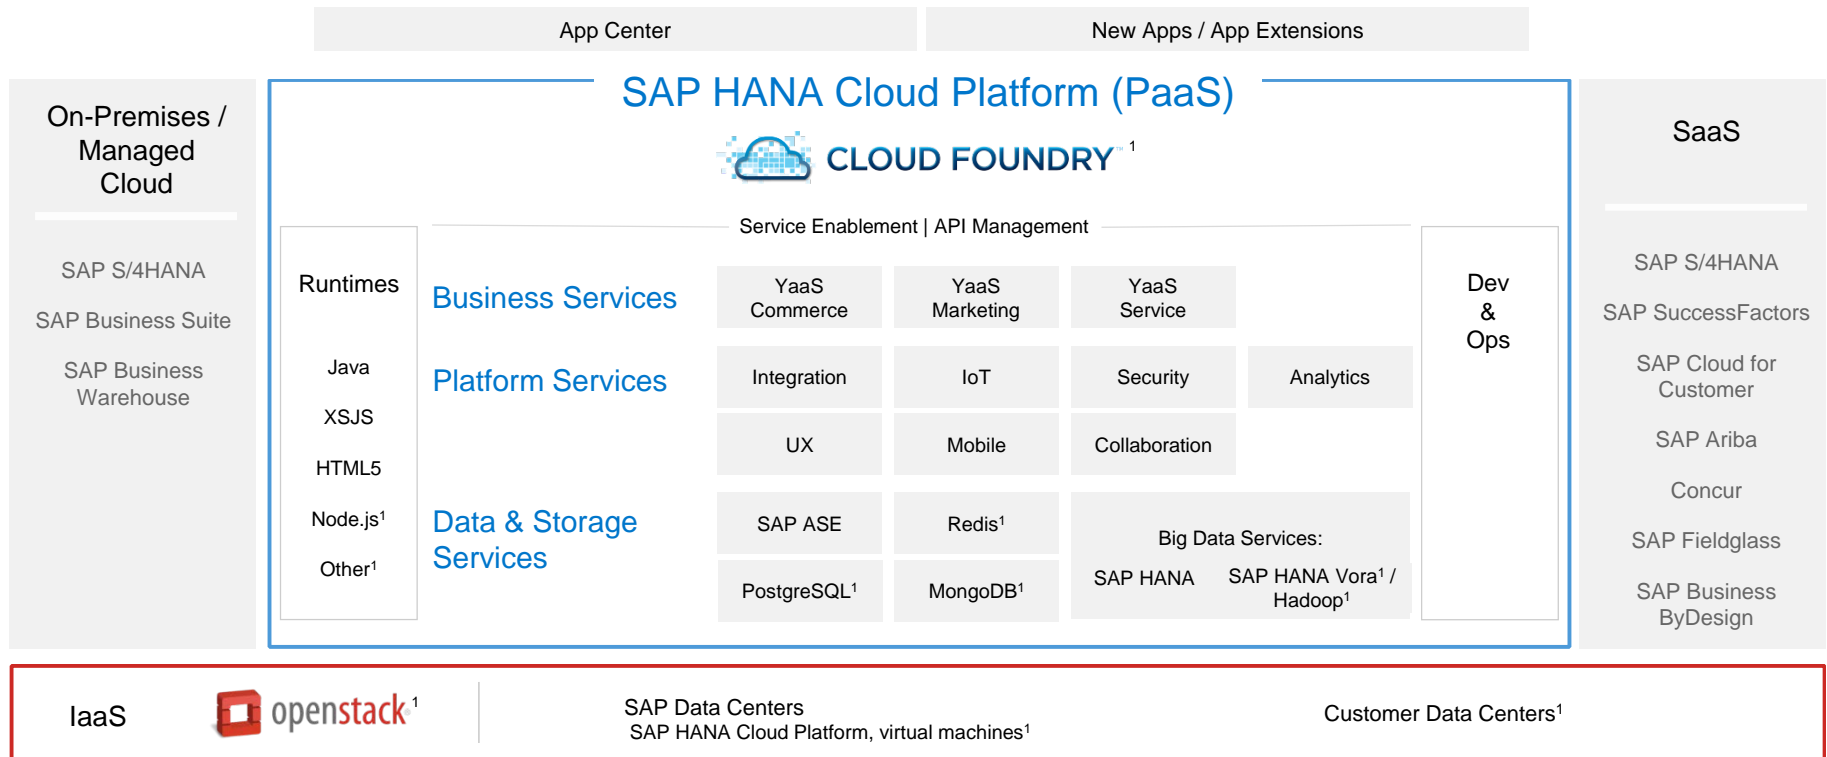 App Center
New Apps / App Extensions
SAP HANA Cloud Platform (PaaS)
CLOUD FOUNDRY™ ¹
On-Premises /
Managed
Cloud
SAP S/4HANA
SAP Business Suite
SAP Business
Warehouse
Service Enablement | API Management
Runtimes
Java
XSJS
HTML5
Node.js¹
Other¹
Business Services
YaaS
Commerce
YaaS
Marketing
YaaS
Service
Platform Services
Integration
IoT
Security
Analytics
UX
Mobile
Collaboration
Data & Storage
Services
SAP ASE
Redis¹
PostgreSQL¹
MongoDB¹
Big Data Services:
SAP HANA
SAP HANA Vora¹ /
Hadoop¹
Dev
&
Ops
SaaS
SAP S/4HANA
SAP SuccessFactors
SAP Cloud for
Customer
SAP Ariba
Concur
SAP Fieldglass
SAP Business
ByDesign
IaaS
openstack® ¹
SAP Data Centers
SAP HANA Cloud Platform, virtual machines¹
Customer Data Centers¹